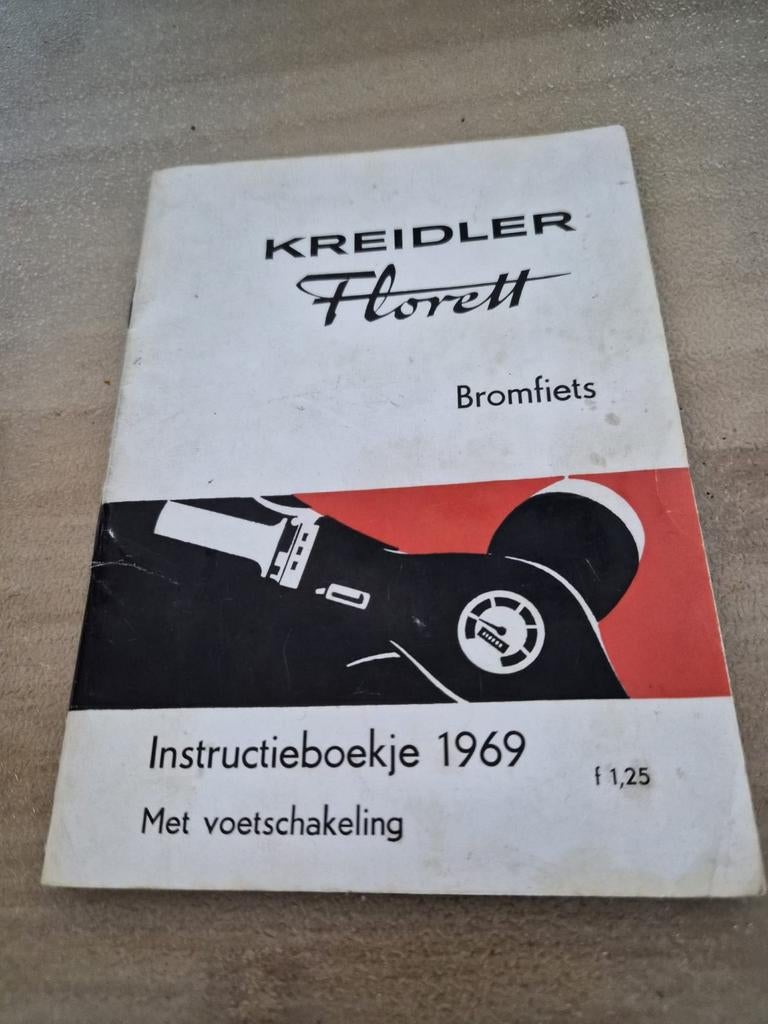 KREIDLER
Florett
Bromfiets
Instructieboekje 1969
f 1,25
Met voetschakeling